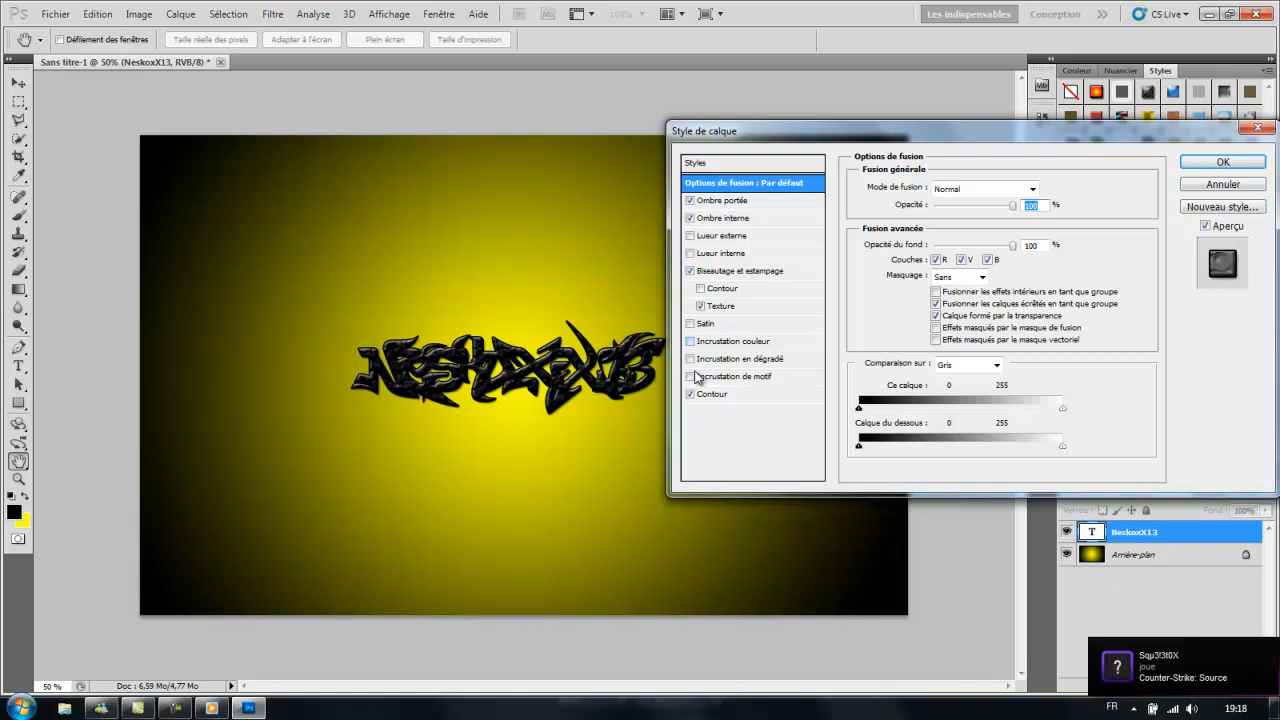 Fichier Edition Image Calque Sélection Filtre Analyse 3D Affichage Fenêtre Aide 100% Les indispensables Conception CS Live
Défilement des fenêtres Taille réelle des pixels Adapter à l'écran Plein écran Taille d'impression
Sans titre-1 @ 50% (NeskoxX13, RVB/8) *
Couleur Nuancier Styles
Mb
Style de calque
Styles
Options de fusion : Par défaut
Ombre portée
Ombre interne
Lueur externe
Lueur interne
Biseautage et estampage
Contour
Texture
Satin
Incrustation couleur
Incrustation en dégradé
Incrustation de motif
Contour
Options de fusion
Fusion générale
Mode de fusion : Normal
Opacité : 100 %
Fusion avancée
Opacité du fond : 100 %
Couches : R V B
Masquage : Sans
Fusionner les effets intérieurs en tant que groupe
Fusionner les calques écrêtés en tant que groupe
Calque formé par la transparence
Effets masqués par le masque de fusion
Effets masqués par le masque vectoriel
Comparaison sur : Gris
Ce calque : 0 255
Calque du dessous : 0 255
OK
Annuler
Nouveau style...
Aperçu
NeskoxX13
Verrou : Fond : 100%
T NeskoxX13
Arrière-plan
Squ3!3t0X
joue
Counter-Strike: Source
50 % Doc : 6,59 Mo/4,77 Mo
Ps FR 19:18